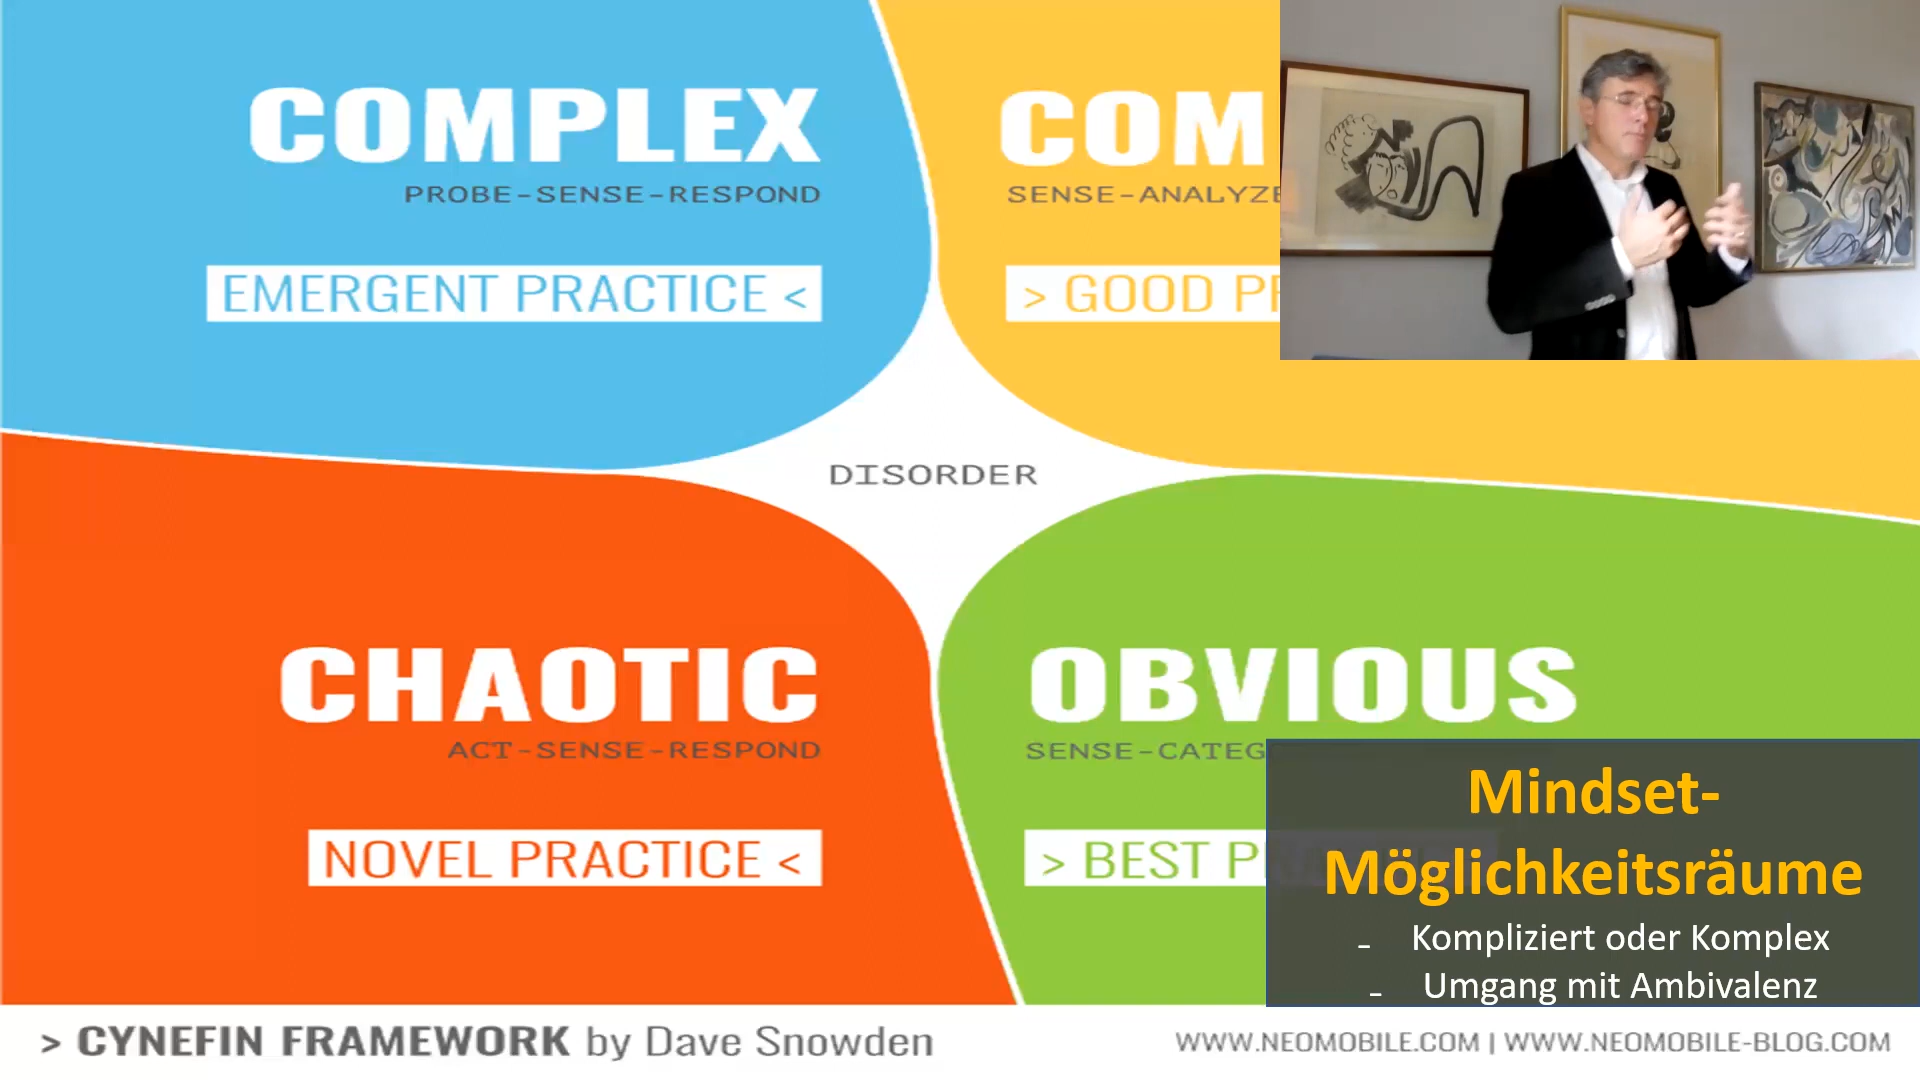 COMPLEX
PROBE-SENSE-RESPOND
EMERGENT PRACTICE <
COM
SENSE-ANALYZE
> GOOD
DISORDER
CHAOTIC
ACT-SENSE-RESPOND
NOVEL PRACTICE <
OBVIOUS
SENSE-CATEG
> BEST
Mindset-
Möglichkeitsräume
- Kompliziert oder Komplex
- Umgang mit Ambivalenz
> CYNEFIN FRAMEWORK by Dave Snowden
WWW.NEOMOBILE.COM | WWW.NEOMOBILE-BLOG.COM